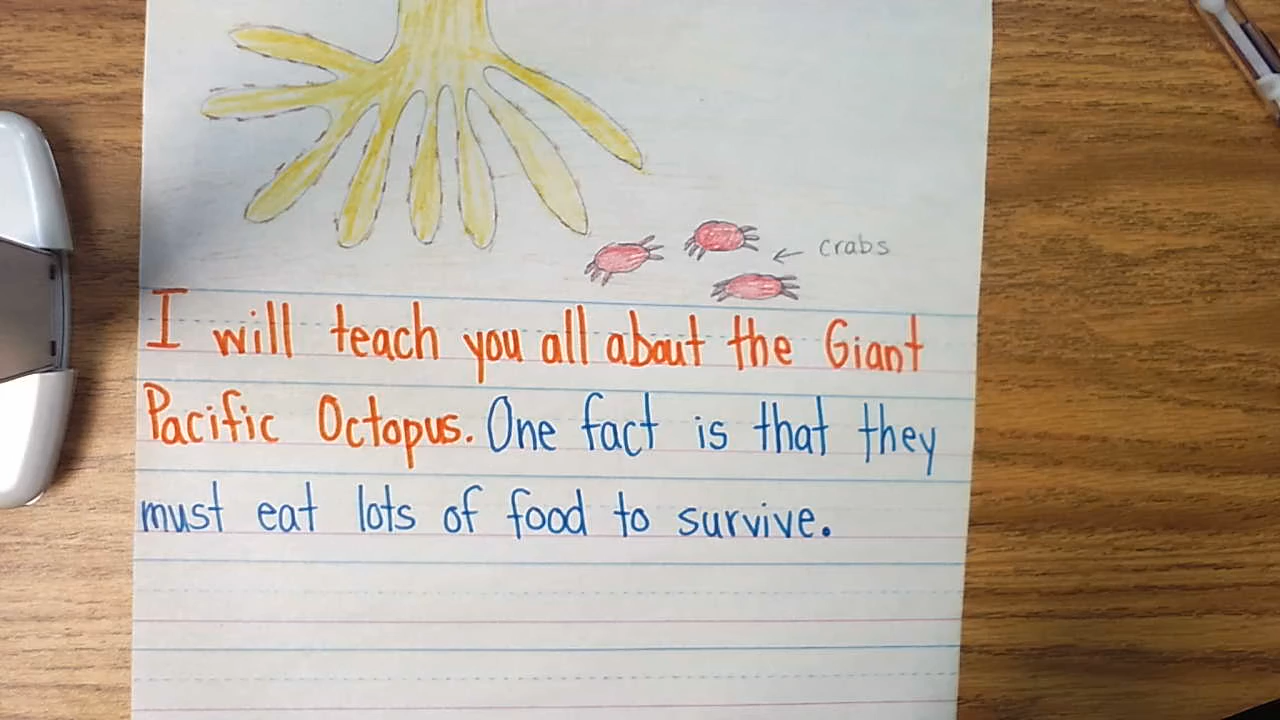 ← crabs
I will teach you all about the Giant
Pacific Octopus. One fact is that they
must eat lots of food to survive.